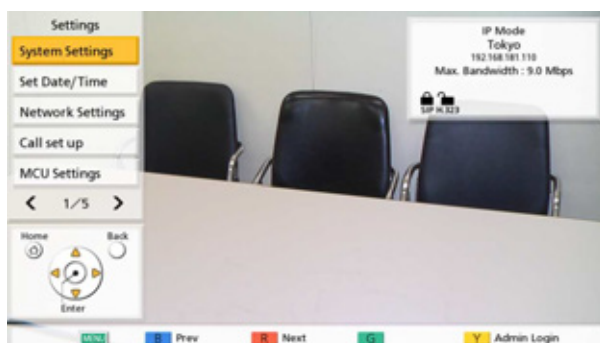 Settings
System Settings
Set Date/Time
Network Settings
Call set up
MCU Settings
1/5
Home
Back
Enter
IP Mode
Tokyo
192.168.181.110
Max. Bandwidth : 9.0 Mbps
SIP H.323
MENU
B Prev
R Next
G
Y Admin Login